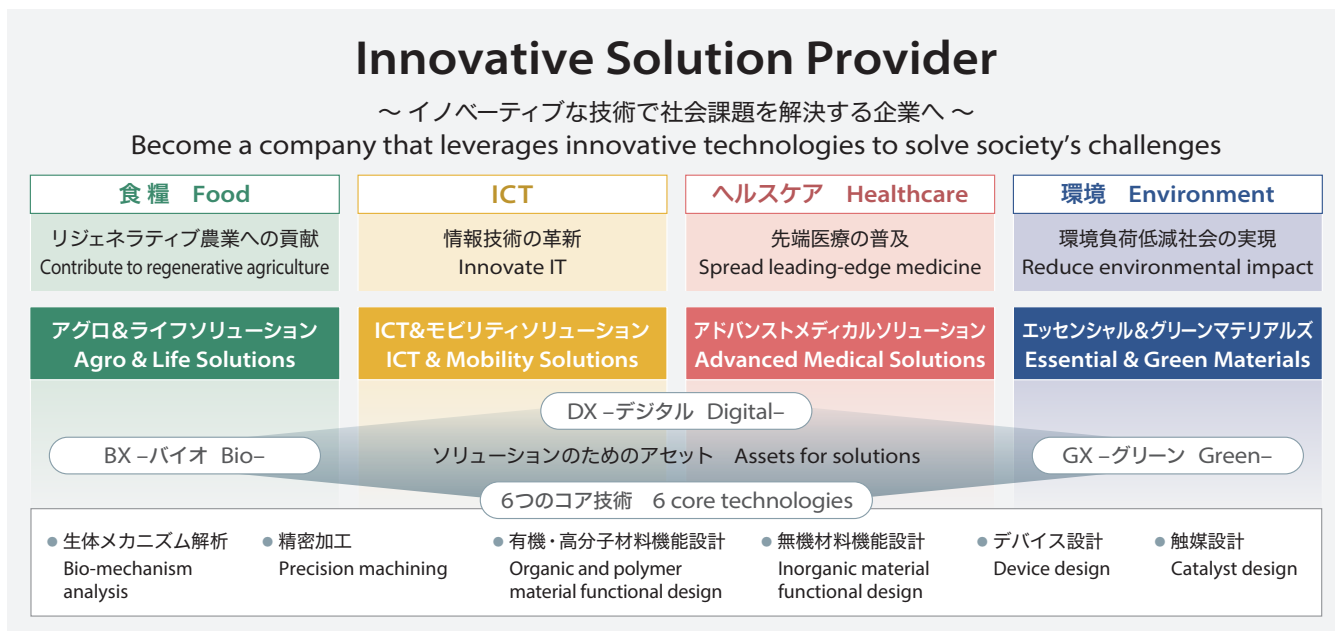 Innovative Solution Provider
～ イノベーティブな技術で社会課題を解決する企業へ ～
Become a company that leverages innovative technologies to solve society's challenges
食 糧 Food
リジェネラティブ農業への貢献
Contribute to regenerative agriculture
アグロ&ライフソリューション
Agro & Life Solutions
ICT
情報技術の革新
Innovate IT
ICT&モビリティソリューション
ICT & Mobility Solutions
ヘルスケア Healthcare
先端医療の普及
Spread leading-edge medicine
アドバンストメディカルソリューション
Advanced Medical Solutions
環境 Environment
環境負荷低減社会の実現
Reduce environmental impact
エッセンシャル&グリーンマテリアルズ
Essential & Green Materials
DX –デジタル Digital–
BX –バイオ Bio–
ソリューションのためのアセット Assets for solutions
GX –グリーン Green–
6つのコア技術 6 core technologies
● 生体メカニズム解析
Bio-mechanism
analysis
● 精密加工
Precision machining
● 有機・高分子材料機能設計
Organic and polymer
material functional design
● 無機材料機能設計
Inorganic material
functional design
● デバイス設計
Device design
● 触媒設計
Catalyst design